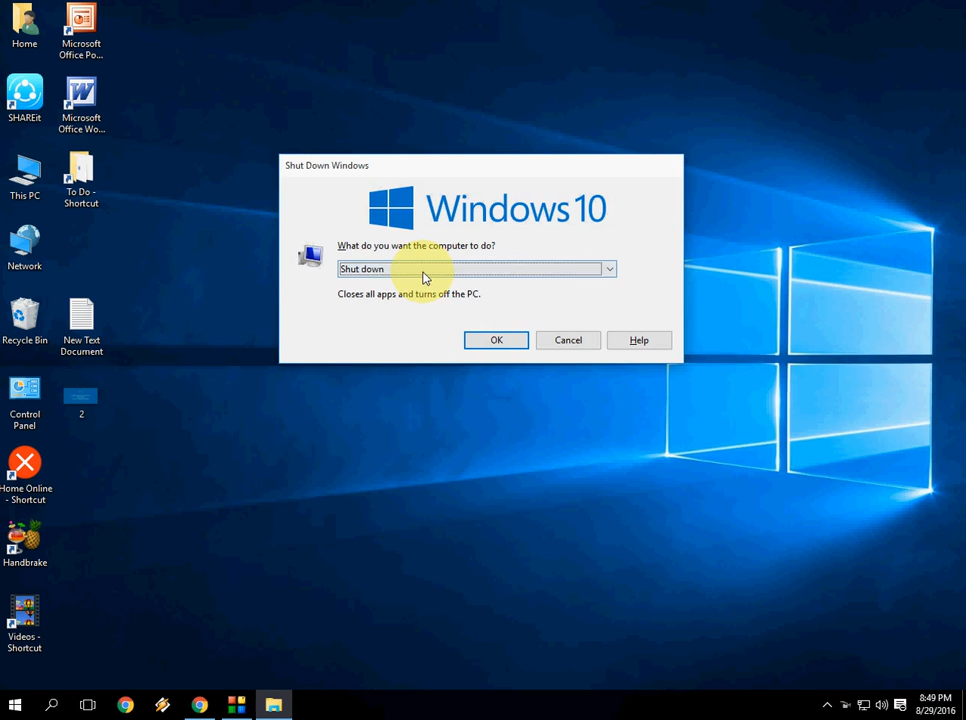 Home
Microsoft
Office Po...
SHAREit
Microsoft
Office Wo...
This PC
To Do -
Shortcut
Network
Recycle Bin
New Text
Document
Control
Panel
2
Home Online
- Shortcut
Handbrake
Videos -
Shortcut
Shut Down Windows
Windows 10
What do you want the computer to do?
Shut down
Closes all apps and turns off the PC.
OK
Cancel
Help
8:49 PM
8/29/2016